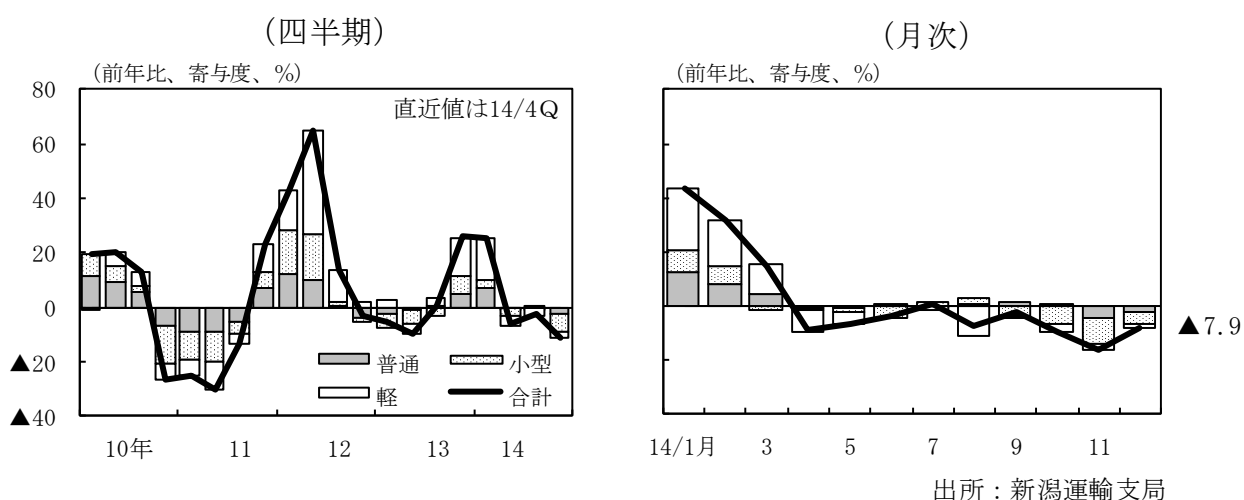 (四半期)
(月次)
(前年比、寄与度、%)
(前年比、寄与度、%)
直近値は14/4Q
80
60
40
20
0
▲20
▲40
普通
小型
軽
合計
10年
11
12
13
14
▲7.9
14/1月
3
5
7
9
11
出所：新潟運輸支局